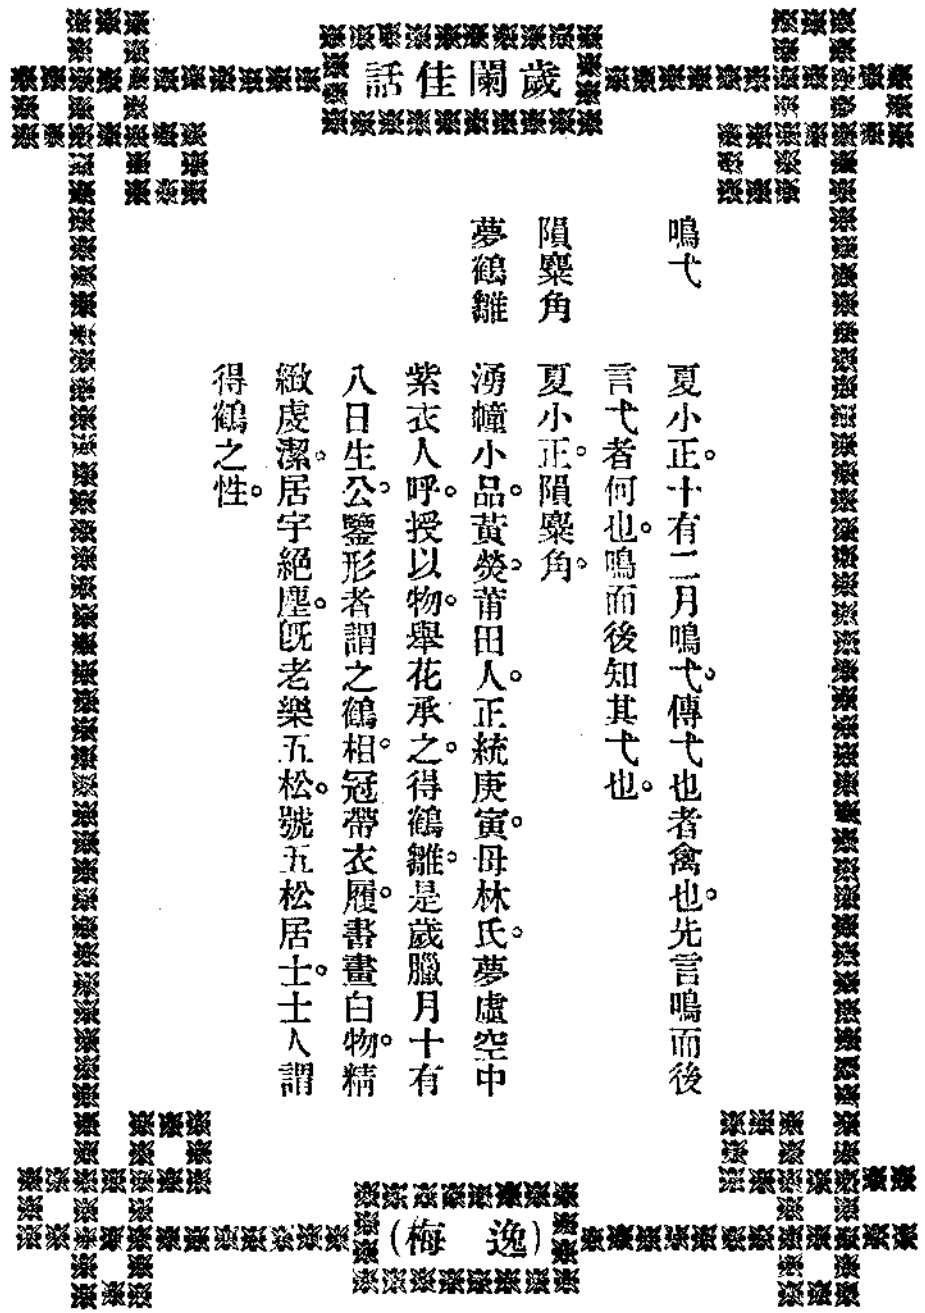 歲闌佳話
鳴弋　夏小正。十有二月鳴弋。傳弋也者禽也。先言鳴而後
言弋者何也。鳴而後知其弋也。
隕麋角　夏小正。隕麋角。
夢鶴雛　湧幢小品。黃熒。莆田人。正統庚寅。母林氏。夢虛空中
紫衣人呼。授以物。舉花承之。得鶴雛。是歲臘月十有
八日生。公鑒形者謂之鶴相。冠帶衣履。書畫白物。精
緻虔潔。居宇絕塵。旣老樂五松。號五松居士。士人謂
得鶴之性。
(逸梅)